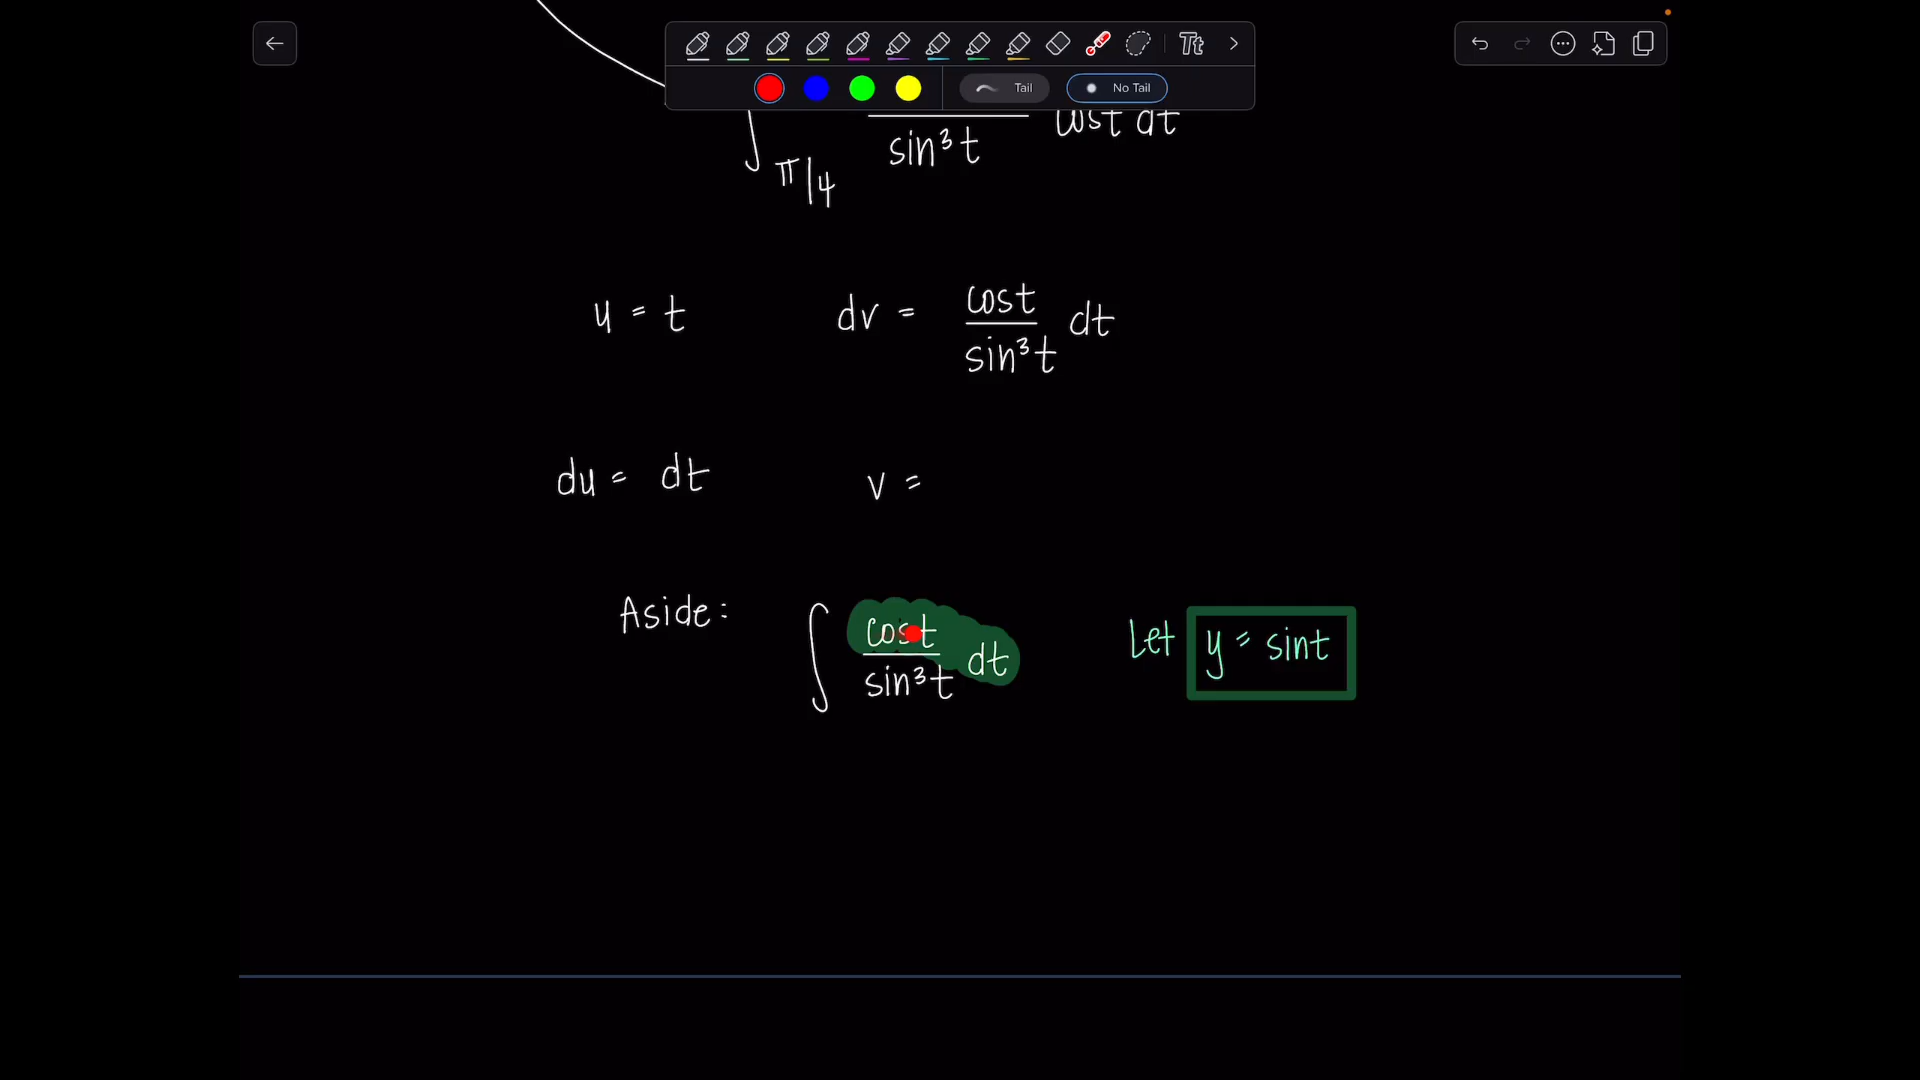 Tt
Tail
No Tail
∫ π/4 sin³t cost dt
u = t dv = cost / sin³t dt
du = dt v =
Aside: ∫ cost / sin³t dt Let y = sint